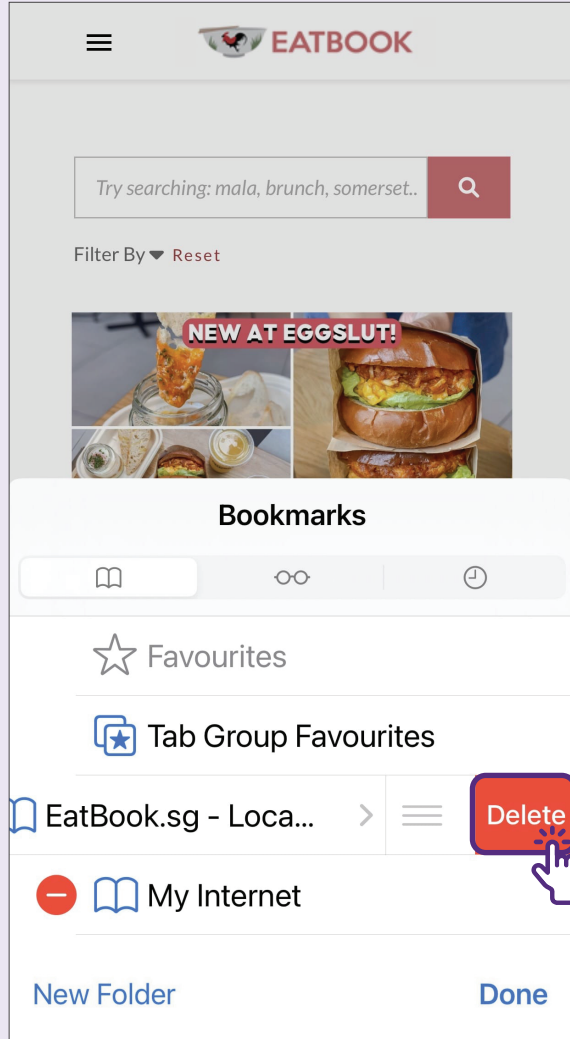 EATBOOK
Try searching: mala, brunch, somerset..
Filter By Reset
NEW AT EGGSLUT!
Bookmarks
Favourites
Tab Group Favourites
EatBook.sg - Loca... Delete
My Internet
New Folder Done